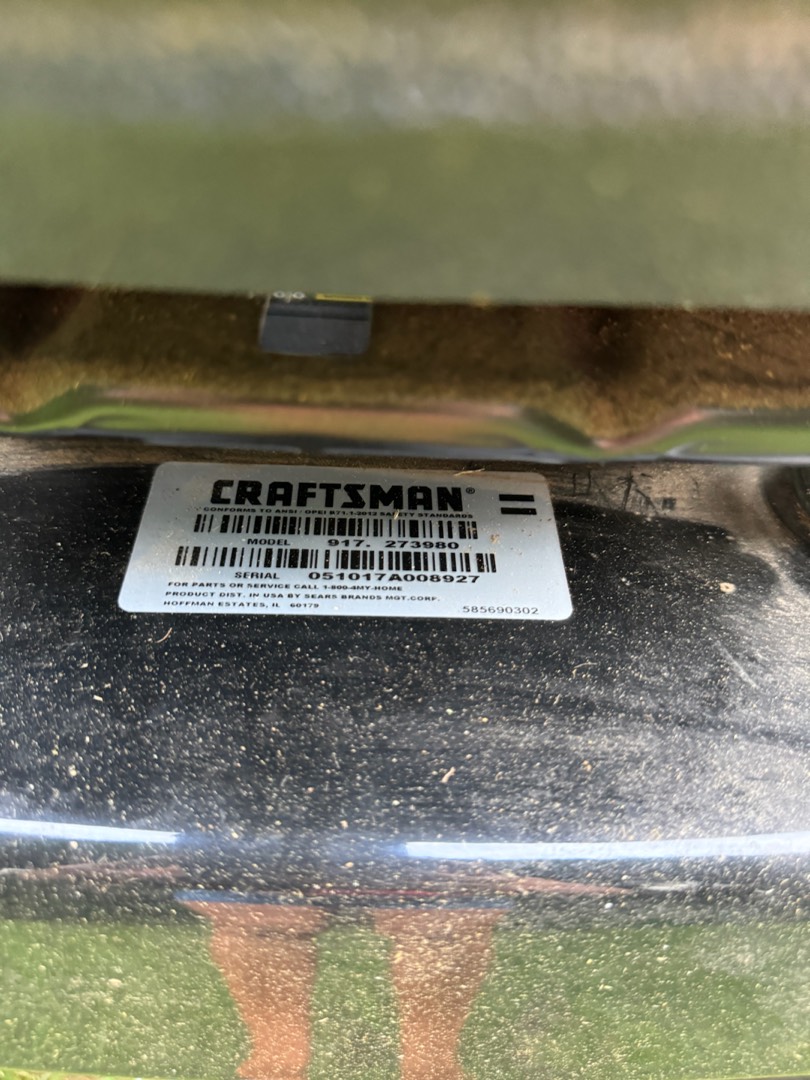 CRAFTSMAN®
CONFORMS TO ANSI / OPEI B71.1-2012 SAFETY STANDARDS
MODEL 917. 273980
SERIAL 051017A008927
FOR PARTS OR SERVICE CALL 1-800-4MY-HOME
PRODUCT DIST. IN USA BY SEARS BRANDS MGT.CORP.
HOFFMAN ESTATES, IL 60179
585690302